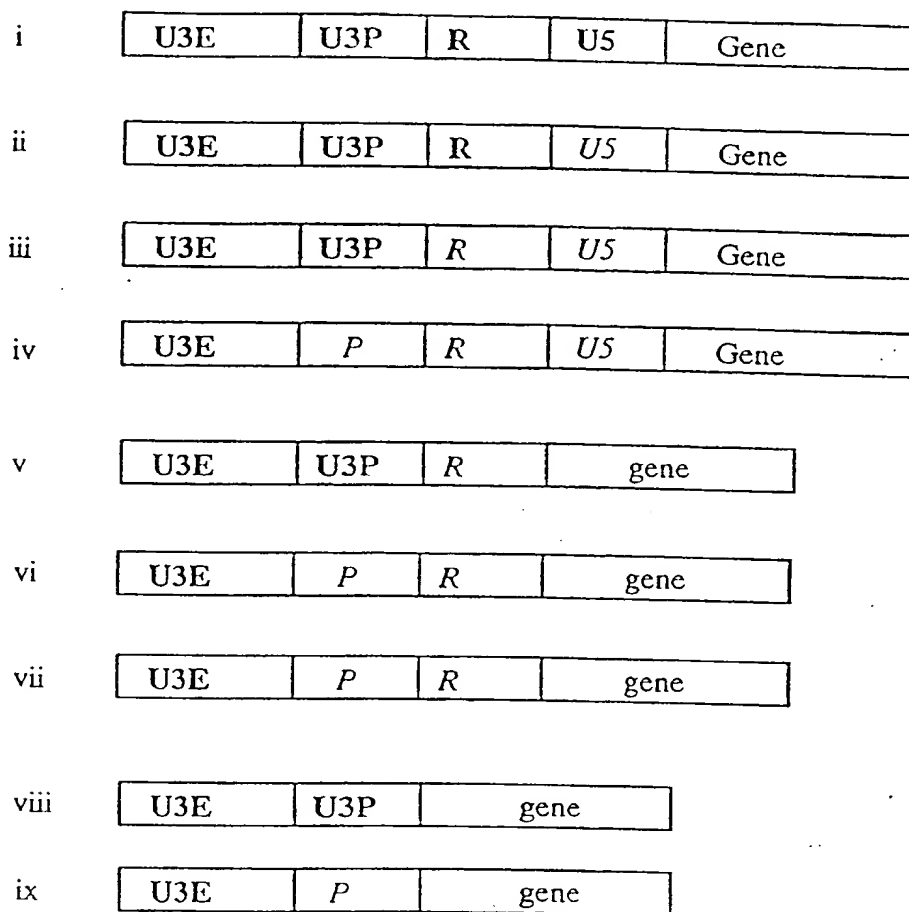 i U3E U3P R U5 Gene
ii U3E U3P R U5 Gene
iii U3E U3P R U5 Gene
iv U3E P R U5 Gene
v U3E U3P R gene
vi U3E P R gene
vii U3E P R gene
viii U3E U3P gene
ix U3E P gene